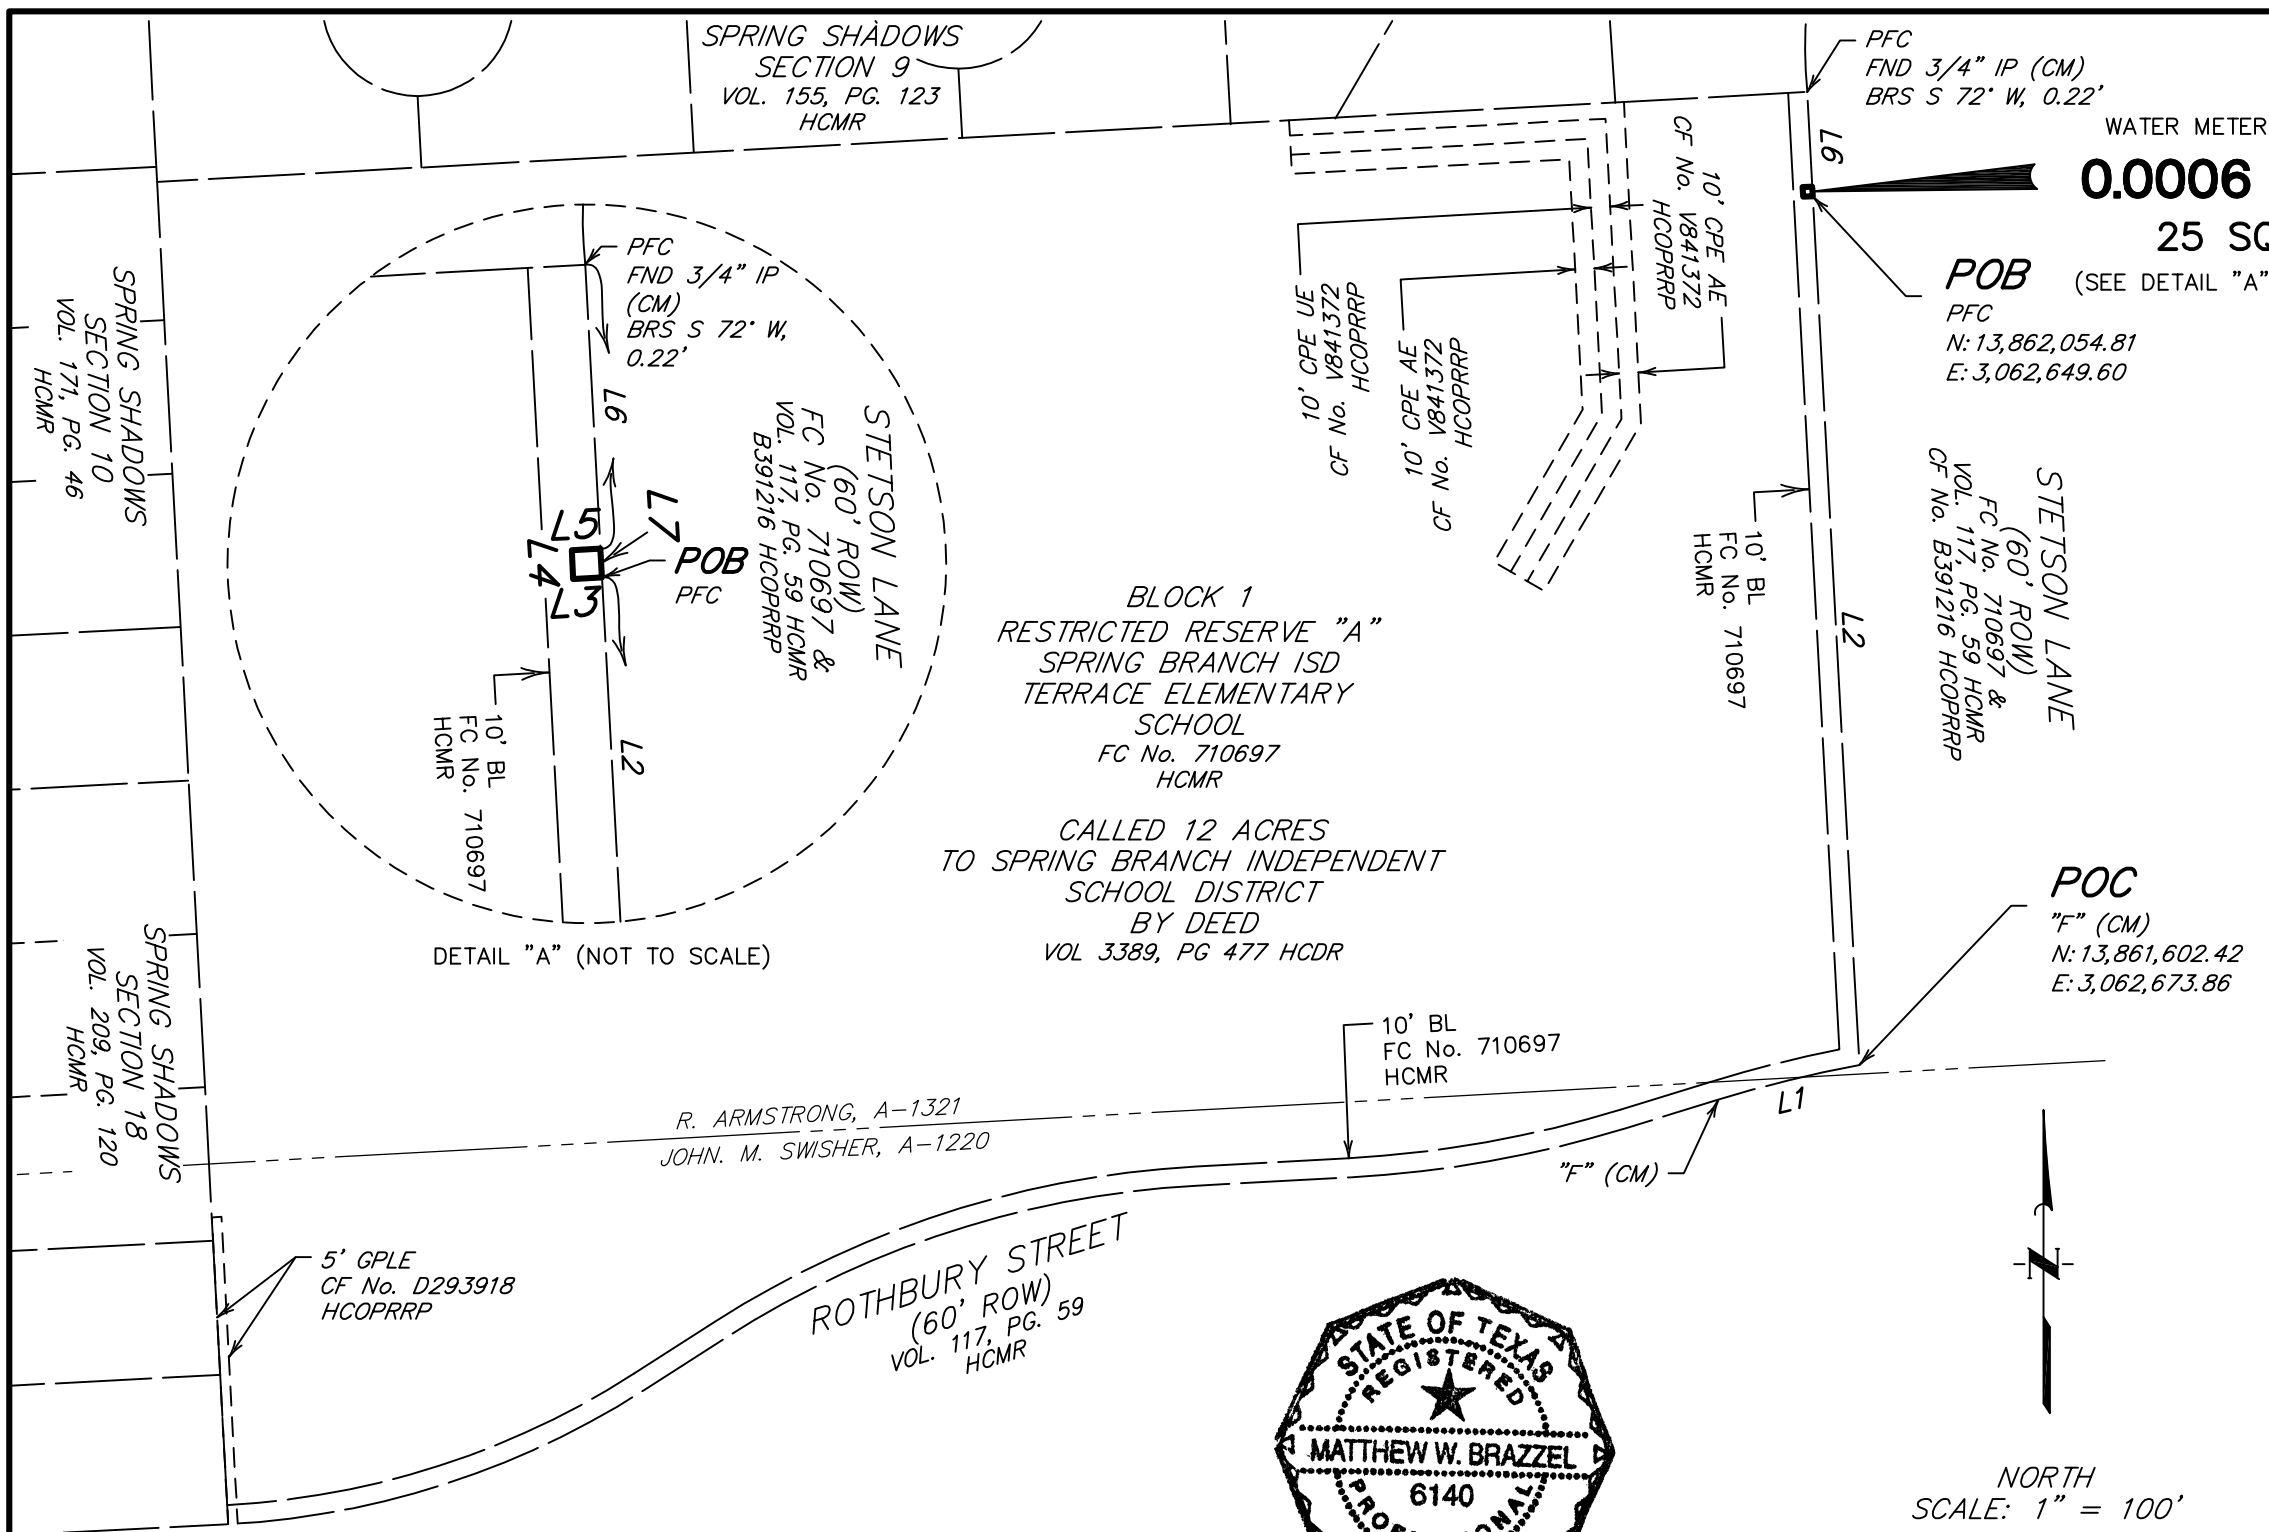 SPRING SHADOWS
SECTION 9
VOL. 155, PG. 123
HCMR
PFC
FND 3/4" IP (CM)
BRS S 72° W, 0.22'
L6
WATER METER
0.0006
25 SQ
(SEE DETAIL "A"
POB
PFC
N: 13,862,054.81
E: 3,062,649.60
10' CPE AE
CF No. V841372
HCOPRRP
10' CPE UE
CF No. V841372
HCOPRRP
10' CPE AE
CF No. V841372
HCOPRRP
SPRING SHADOWS
SECTION 10
VOL. 171, PG. 46
HCMR
PFC
FND 3/4" IP
(CM)
BRS S 72° W,
0.22'
L6
STETSON LANE
(60' ROW)
FC No. 710697 &
VOL. 117, PG. 59 HCMR
B391216 HCOPRRP
L7
L5
L4
L3
POB
PFC
L2
10' BL
FC No. 710697
HCMR
DETAIL "A" (NOT TO SCALE)
BLOCK 1
RESTRICTED RESERVE "A"
SPRING BRANCH ISD
TERRACE ELEMENTARY
SCHOOL
FC No. 710697
HCMR
CALLED 12 ACRES
TO SPRING BRANCH INDEPENDENT
SCHOOL DISTRICT
BY DEED
VOL 3389, PG 477 HCDR
10' BL
FC No. 710697
HCMR
L2
STETSON LANE
(60' ROW)
FC No. 710697 &
VOL. 117, PG. 59 HCMR
CF No. B391216 HCOPRRP
POC
"F" (CM)
N: 13,861,602.42
E: 3,062,673.86
SPRING SHADOWS
SECTION 18
VOL. 209, PG. 120
HCMR
10' BL
FC No. 710697
HCMR
R. ARMSTRONG, A-1321
JOHN. M. SWISHER, A-1220
L1
"F" (CM)
5' GPLE
CF No. D293918
HCOPRRP
ROTHBURY STREET
(60' ROW)
VOL. 117, PG. 59
HCMR
STATE OF TEXAS
REGISTERED
MATTHEW W. BRAZZEL
6140
N
NORTH
SCALE: 1" = 100'